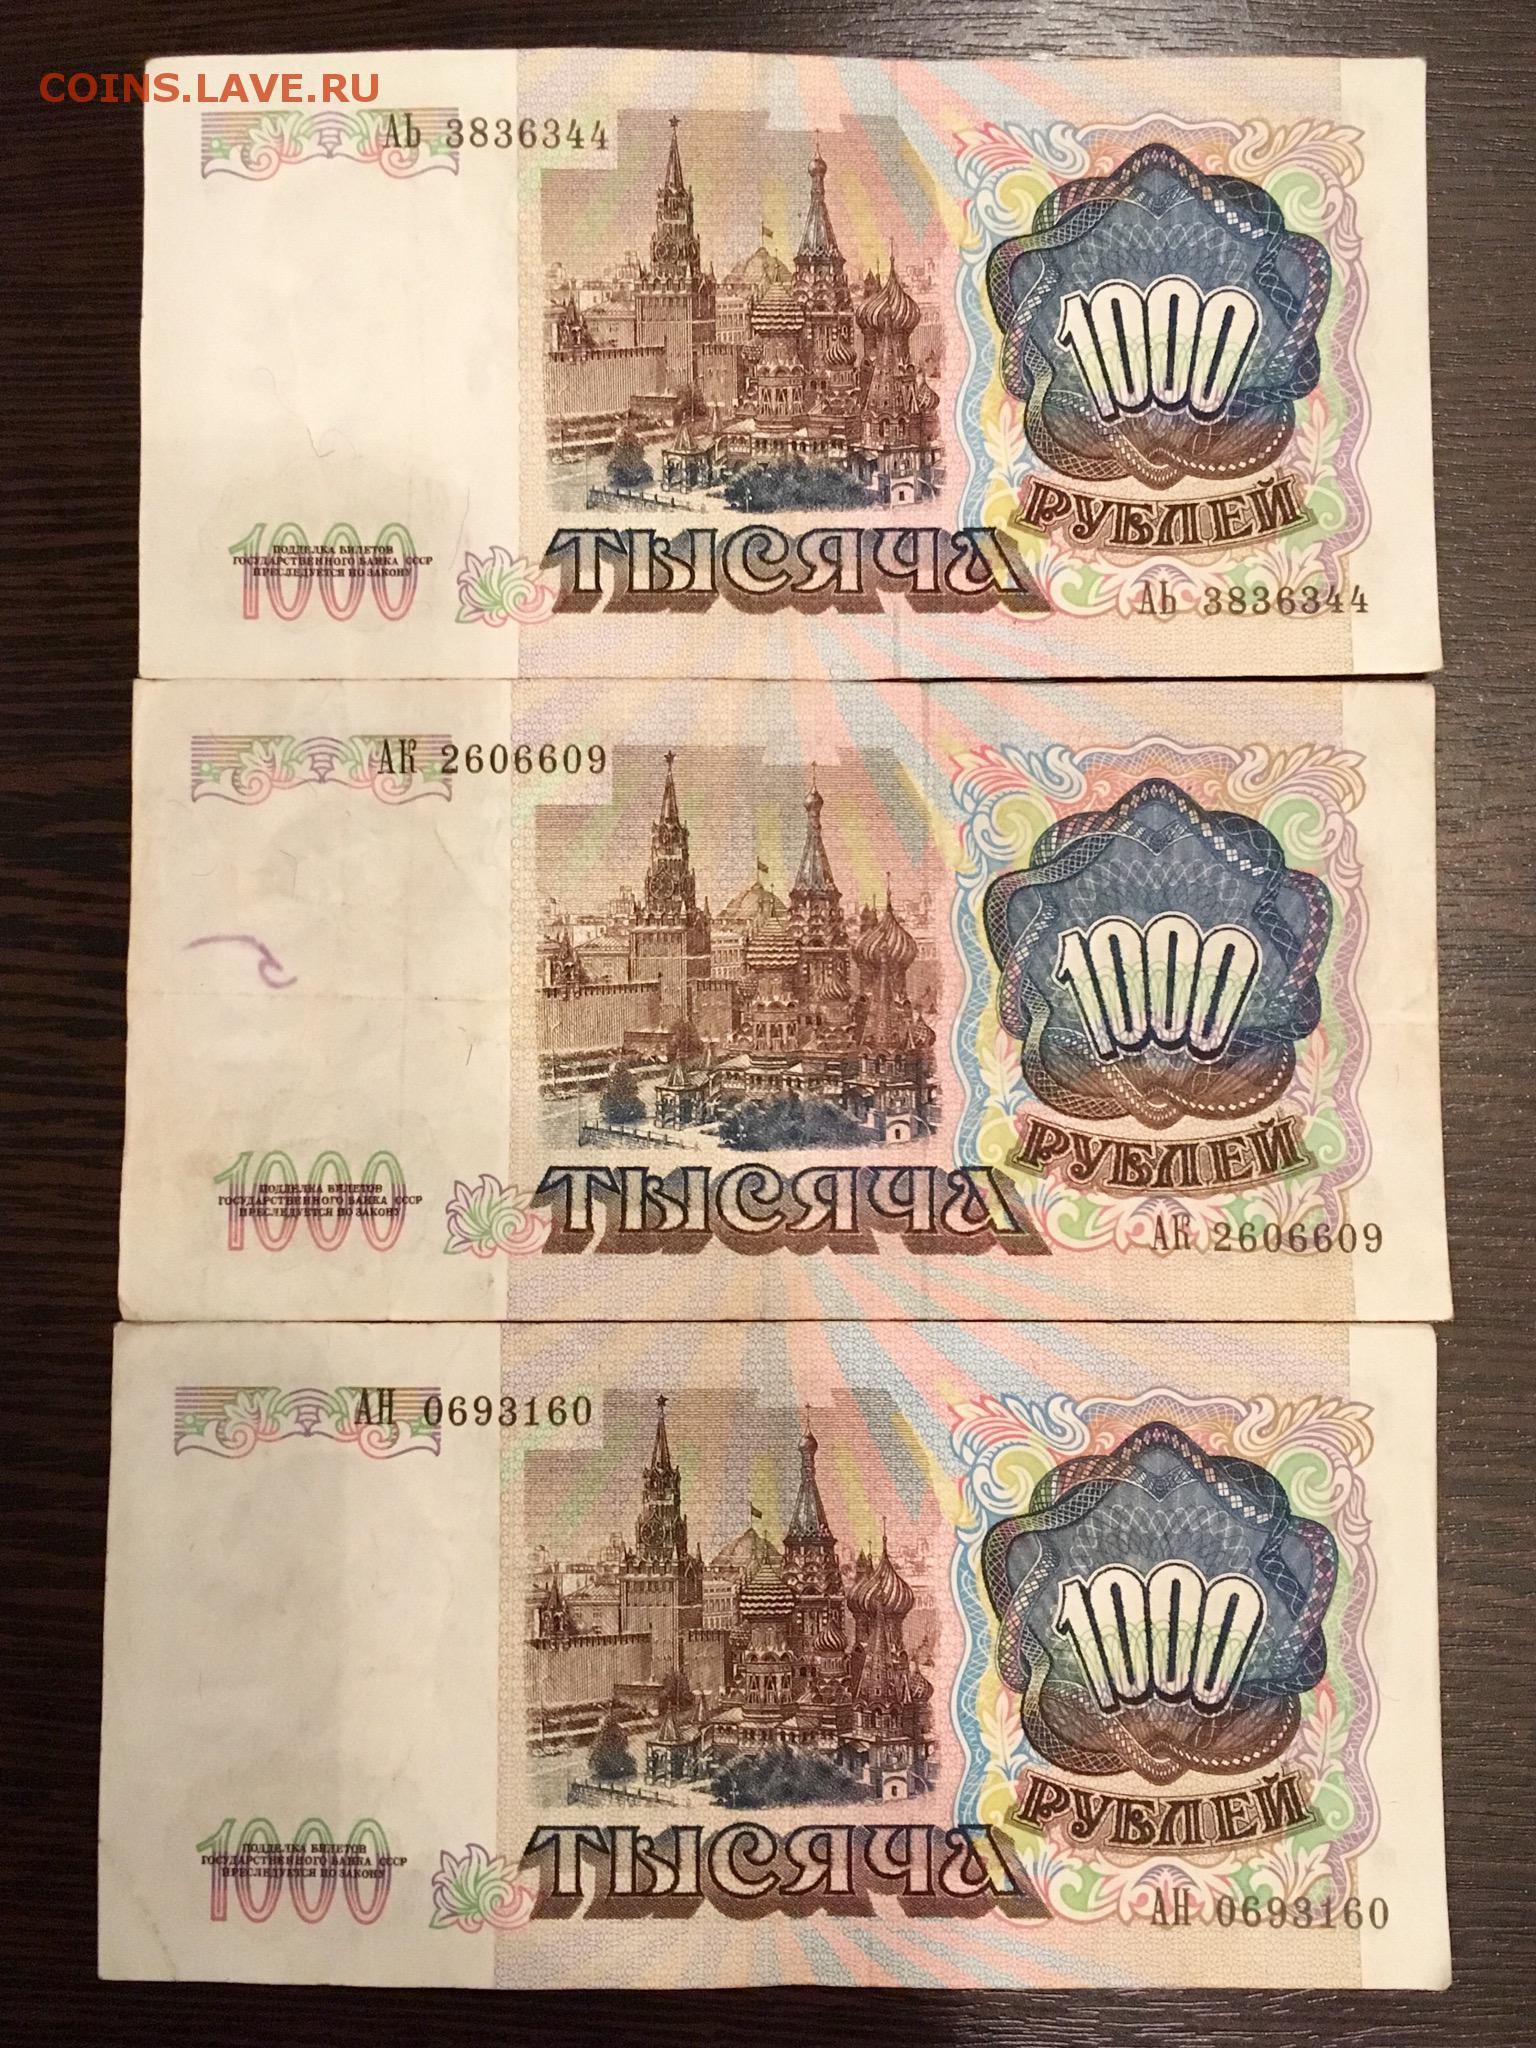 COINS.LAVE.RU
АЬ 3836344
1000
РУБЛЕЙ
1000
ПОДДЕЛКА БИЛЕТОВ
ГОСУДАРСТВЕННОГО БАНКА СССР
ПРЕСЛЕДУЕТСЯ ПО ЗАКОНУ
ТЫСЯЧА
АЬ 3836344
АК 2606609
1000
РУБЛЕЙ
1000
ПОДДЕЛКА БИЛЕТОВ
ГОСУДАРСТВЕННОГО БАНКА СССР
ПРЕСЛЕДУЕТСЯ ПО ЗАКОНУ
ТЫСЯЧА
АК 2606609
АН 0693160
1000
РУБЛЕЙ
1000
ПОДДЕЛКА БИЛЕТОВ
ГОСУДАРСТВЕННОГО БАНКА СССР
ПРЕСЛЕДУЕТСЯ ПО ЗАКОНУ
ТЫСЯЧА
АН 0693160